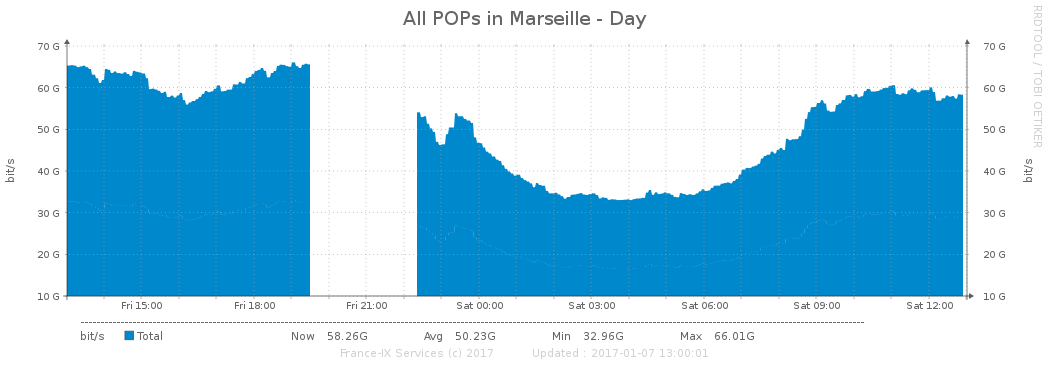 All POPs in Marseille - Day
RRDTOOL / TOBI OETIKER
bit/s
70 G 70 G
60 G 60 G
50 G 50 G
40 G 40 G
30 G 30 G
20 G 20 G
10 G 10 G
bit/s
Fri 15:00 Fri 18:00 Fri 21:00 Sat 00:00 Sat 03:00 Sat 06:00 Sat 09:00 Sat 12:00
bit/s Total Now 58.26G Avg 50.23G Min 32.96G Max 66.01G
France-IX Services (c) 2017 Updated : 2017-01-07 13:00:01